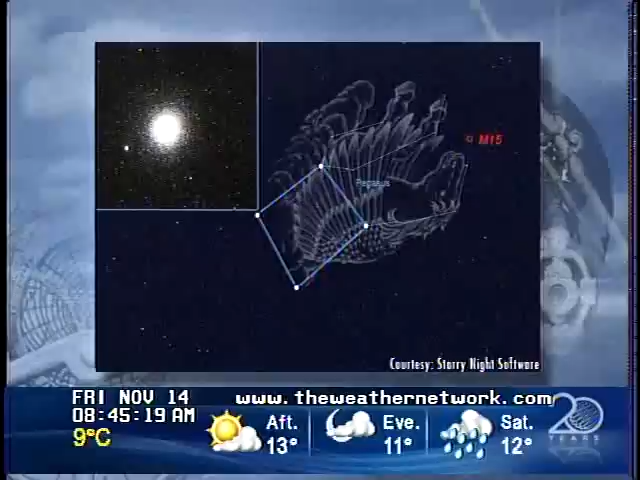 M15
Pegasus
Courtesy: Starry Night Software
FRI NOV 14
www.theweathernetwork.com
08:45:19 AM
9°C
Aft.
13°
Eve.
11°
Sat.
12°
20
YEARS